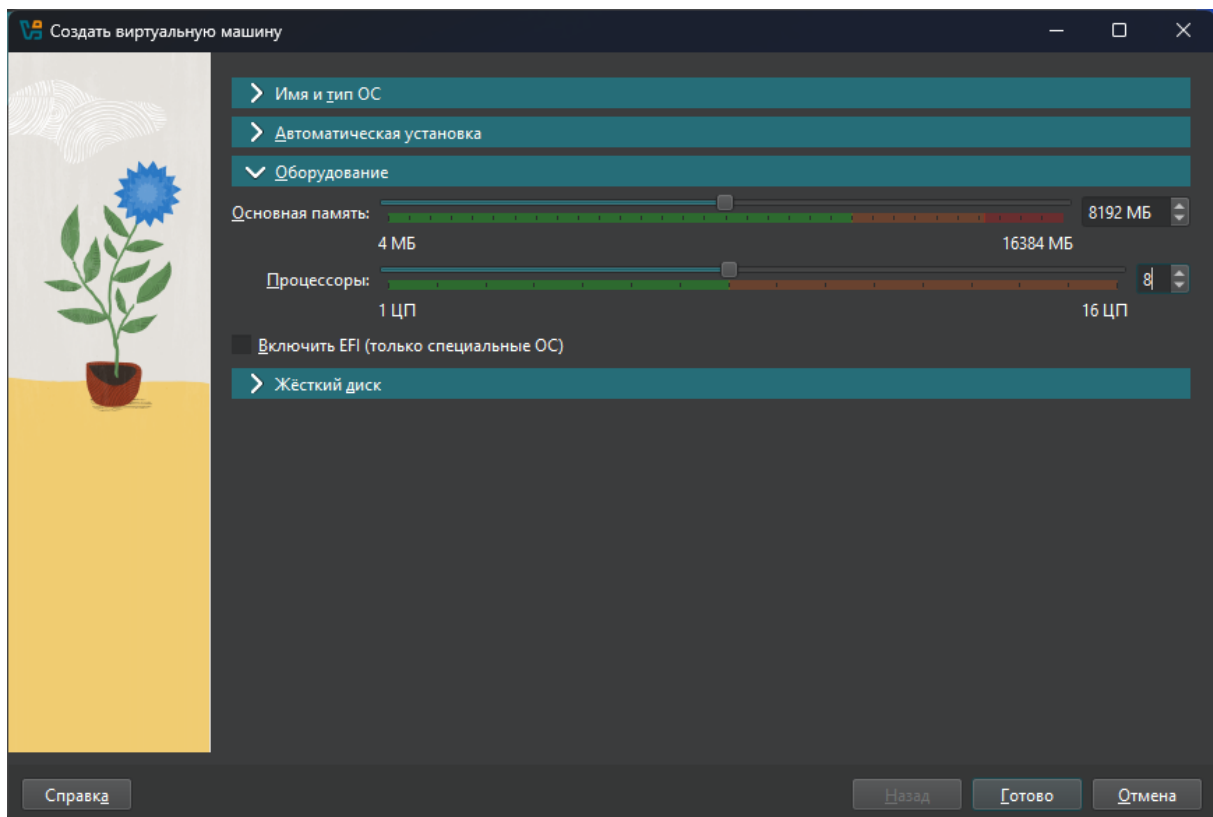 Создать виртуальную машину
Имя и тип ОС
Автоматическая установка
Оборудование
Основная память: 8192 МБ
4 МБ 16384 МБ
Процессоры: 8
1 ЦП 16 ЦП
Включить EFI (только специальные ОС)
Жёсткий диск
Справка Назад Готово Отмена